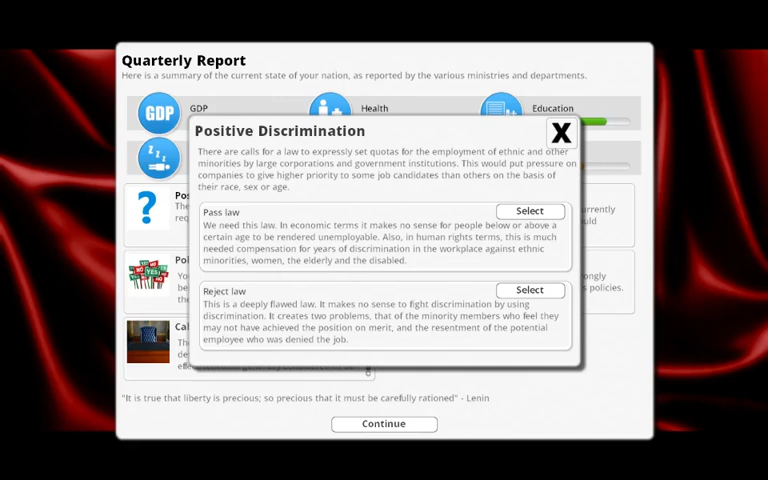 Quarterly Report
Here is a summary of the current state of your nation, as reported by the various ministries and departments.
GDP
GDP
Health
Education
Positive Discrimination
X
There are calls for a law to expressly set quotas for the employment of ethnic and other
minorities by large corporations and government institutions. This would put pressure on
companies to give higher priority to some job candidates than others on the basis of
their race, sex or age.
Pass law
Select
We need this law. In economic terms it makes no sense for people below or above a
certain age to be rendered unemployable. Also, in human rights terms, this is much
needed compensation for years of discrimination in the workplace against ethnic
minorities, women, the elderly and the disabled.
Reject law
Select
This is a deeply flawed law. It makes no sense to fight discrimination by using
discrimination. It creates two problems, that of the minority members who feel they
may not have achieved the position on merit, and the resentment of the potential
employee who was denied the job.
policies.
"It is true that liberty is precious; so precious that it must be carefully rationed" - Lenin
Continue